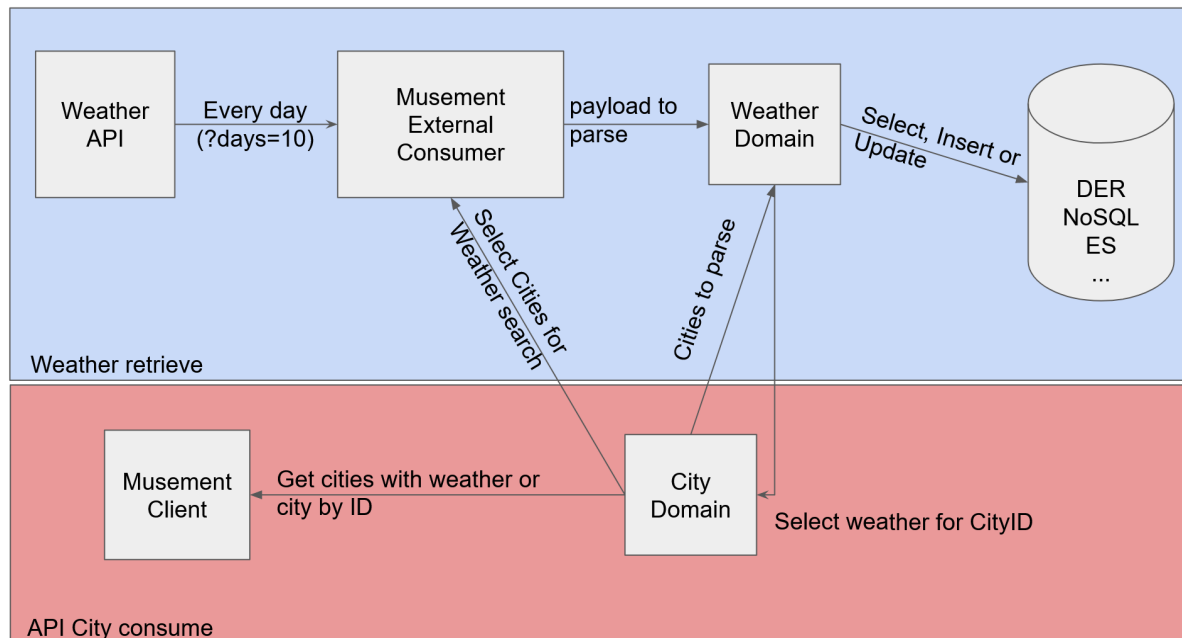 Weather
API
Every day
(?days=10)
Musement
External
Consumer
payload to
parse
Weather
Domain
Select, Insert or
Update
DER
NoSQL
ES
...
Select Cities for
Weather search
Cities to parse
Weather retrieve
Musement
Client
Get cities with weather or
city by ID
City
Domain
Select weather for CityID
API City consume